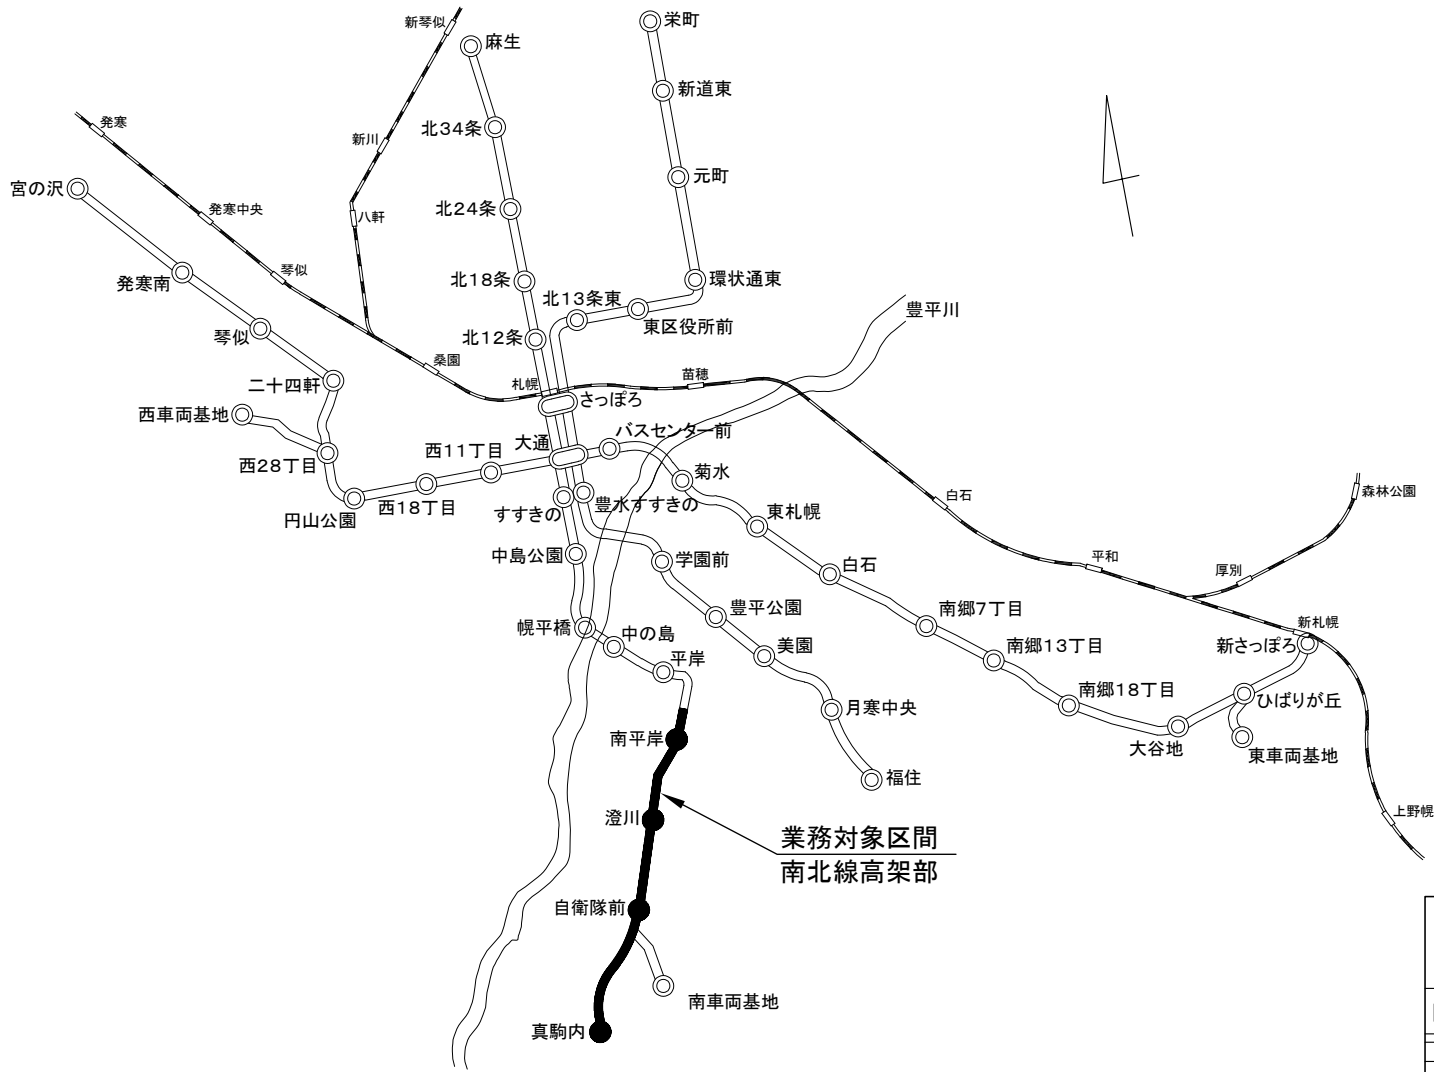 新琴似
麻生
栄町
新道東
発寒
北34条
新川
元町
宮の沢
発寒中央
北24条
八軒
発寒南
琴似
北18条
環状通東
北13条東
豊平川
東区役所前
琴似
北12条
桑園
二十四軒
札幌
苗穂
さっぽろ
西車両基地
バスセンター前
大通
西11丁目
西28丁目
菊水
森林公園
白石
円山公園
西18丁目
すすきの
豊水すすきの
東札幌
中島公園
学園前
平和
白石
厚別
豊平公園
南郷7丁目
新札幌
幌平橋
中の島
美園
南郷13丁目
新さっぽろ
平岸
南郷18丁目
ひばりが丘
月寒中央
南平岸
大谷地
東車両基地
福住
澄川
上野幌
業務対象区間
南北線高架部
自衛隊前
南車両基地
真駒内